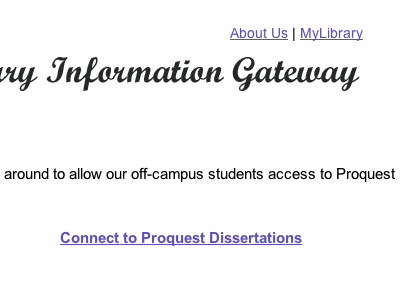 About Us | MyLibrary
Information Gateway
around to allow our off-campus students access to Proquest
Connect to Proquest Dissertations